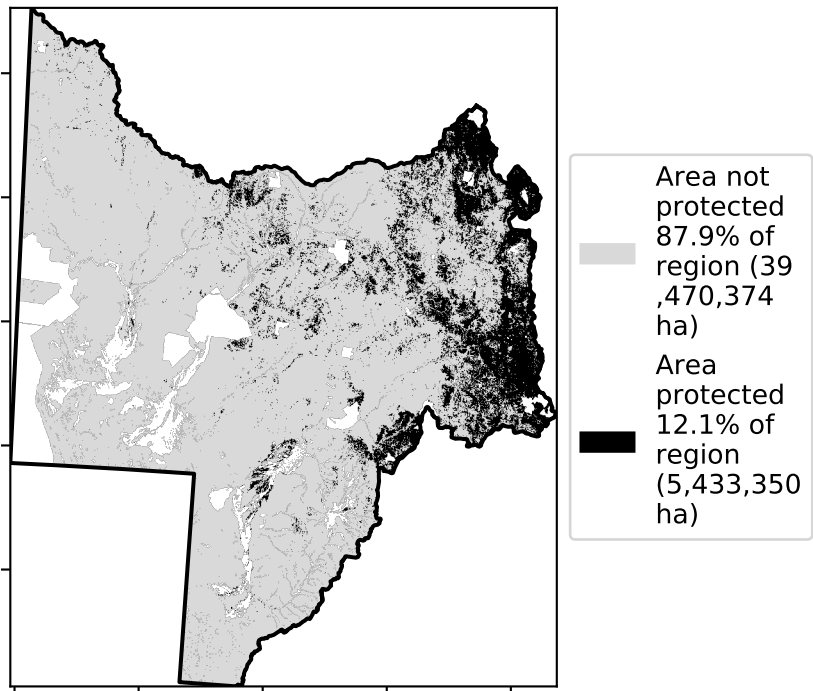 Area not
protected
87.9% of
region (39
,470,374
ha)
Area
protected
12.1% of
region
(5,433,350
ha)